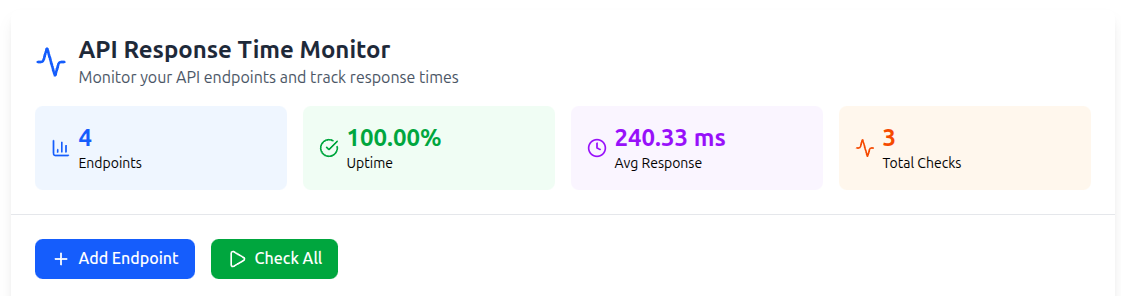 API Response Time Monitor
Monitor your API endpoints and track response times
4
Endpoints
100.00%
Uptime
240.33 ms
Avg Response
3
Total Checks
Add Endpoint
Check All